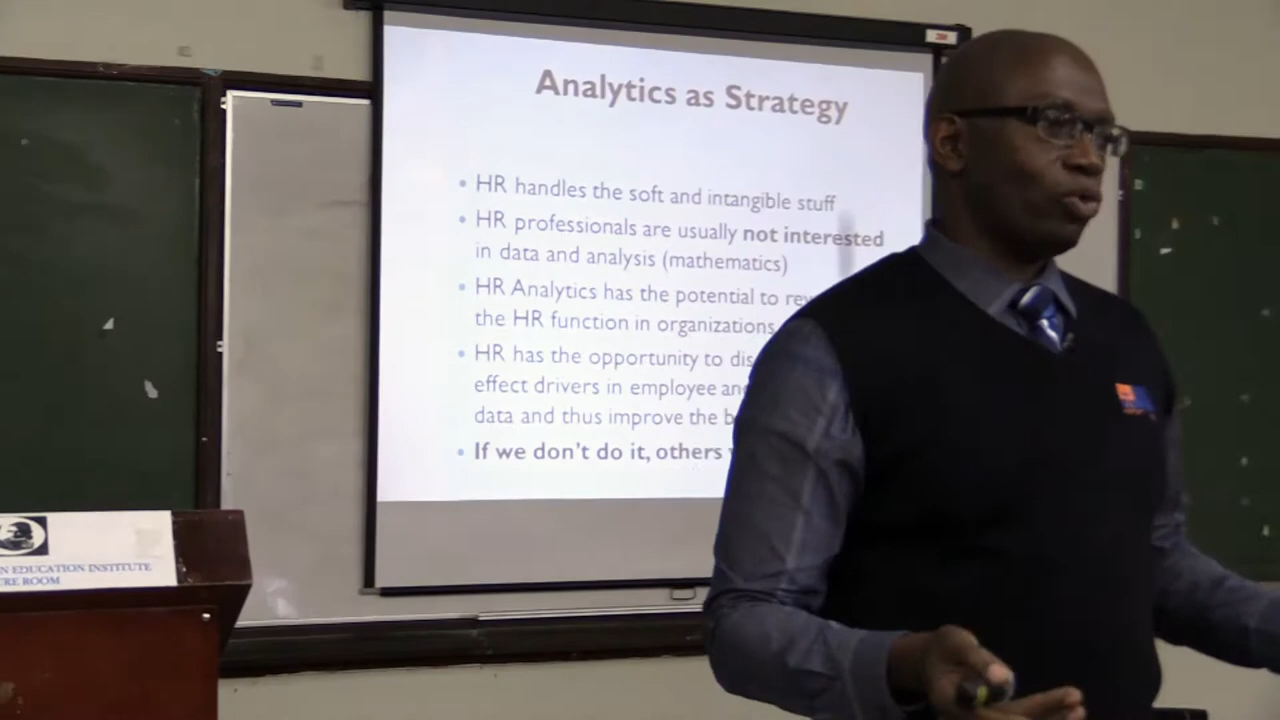 Analytics as Strategy
• HR handles the soft and intangible stuff
• HR professionals are usually not interested
in data and analysis (mathematics)
• HR Analytics has the potential to
the HR function in organizations
• HR has the opportunity to
effect drivers in employee
data and thus improve the
• If we don't do it, others
EDUCATION INSTITUTE
ROOM